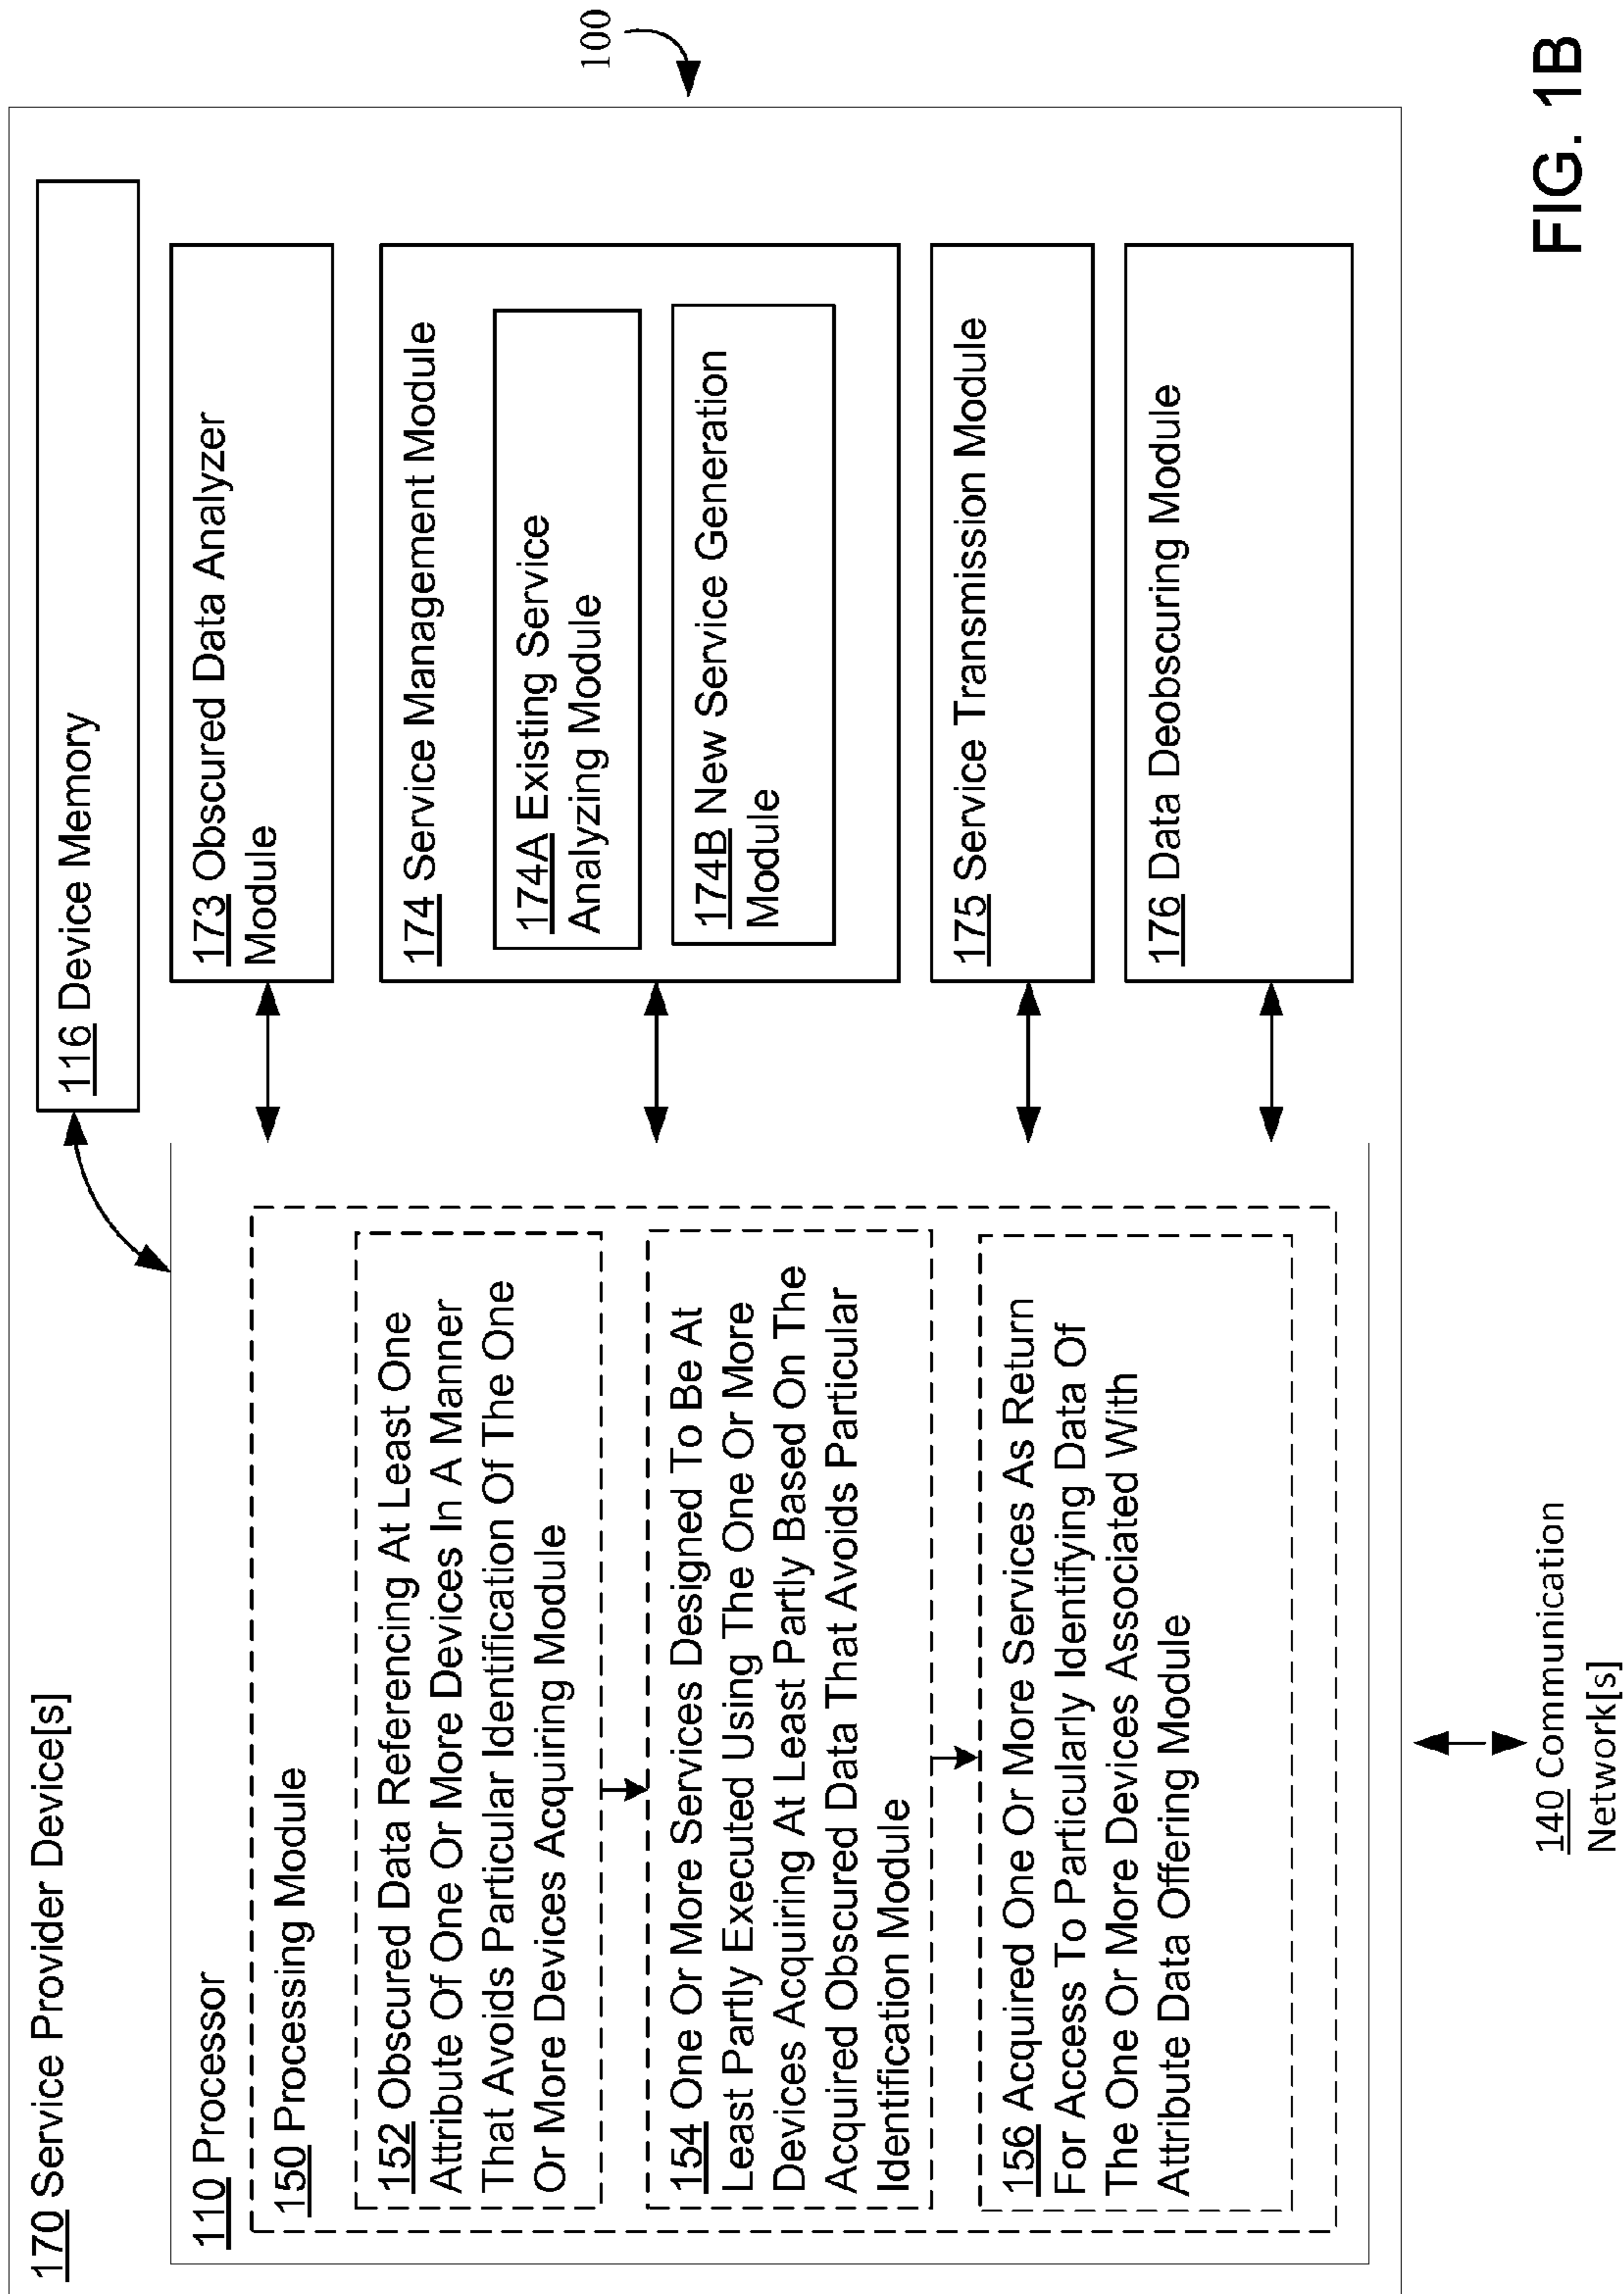 170 Service Provider Device[s]
116 Device Memory
110 Processor
150 Processing Module
152 Obscured Data Referencing At Least One
Attribute Of One Or More Devices In A Manner
That Avoids Particular Identification Of The One
Or More Devices Acquiring Module
154 One Or More Services Designed To Be At
Least Partly Executed Using The One Or More
Devices Acquiring At Least Partly Based On The
Acquired Obscured Data That Avoids Particular
Identification Module
156 Acquired One Or More Services As Return
For Access To Particularly Identifying Data Of
The One Or More Devices Associated With
Attribute Data Offering Module
173 Obscured Data Analyzer
Module
174 Service Management Module
174A Existing Service
Analyzing Module
174B New Service Generation
Module
175 Service Transmission Module
176 Data Deobscuring Module
100
140 Communication
Network[s]
FIG. 1B